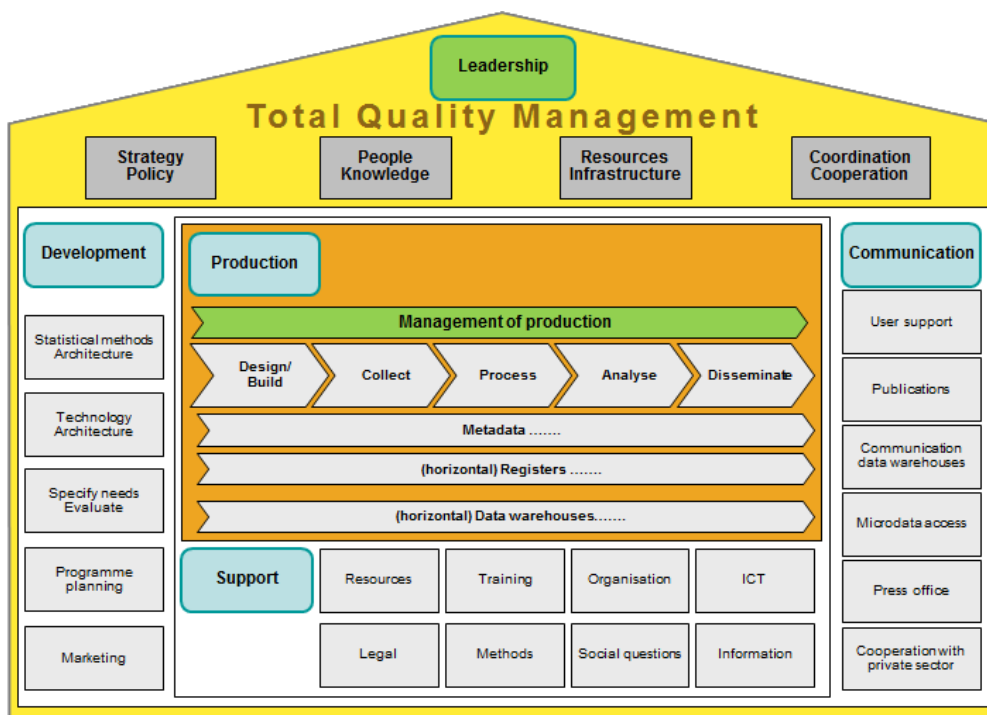 Leadership
Total Quality Management
Strategy
Policy
People
Knowledge
Resources
Infrastructure
Coordination
Cooperation
Development
Statistical methods
Architecture
Technology
Architecture
Specify needs
Evaluate
Programme
planning
Marketing
Production
Management of production
Design/
Build
Collect
Process
Analyse
Disseminate
Metadata .......
(horizontal) Registers .......
(horizontal) Data warehouses.......
Support
Resources
Training
Organisation
ICT
Legal
Methods
Social questions
Information
Communication
User support
Publications
Communication
data warehouses
Microdata access
Press office
Cooperation with
private sector